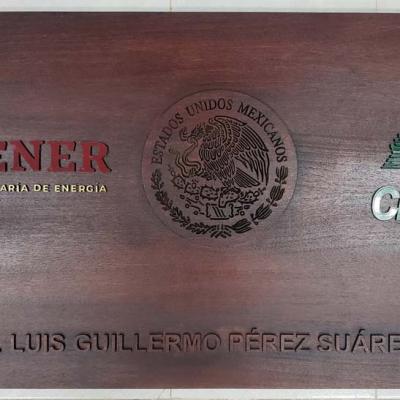 ENER
ARÍA DE ENERGÍA
ESTADOS UNIDOS MEXICANOS
C
. LUIS GUILLERMO PÉREZ SUÁRE